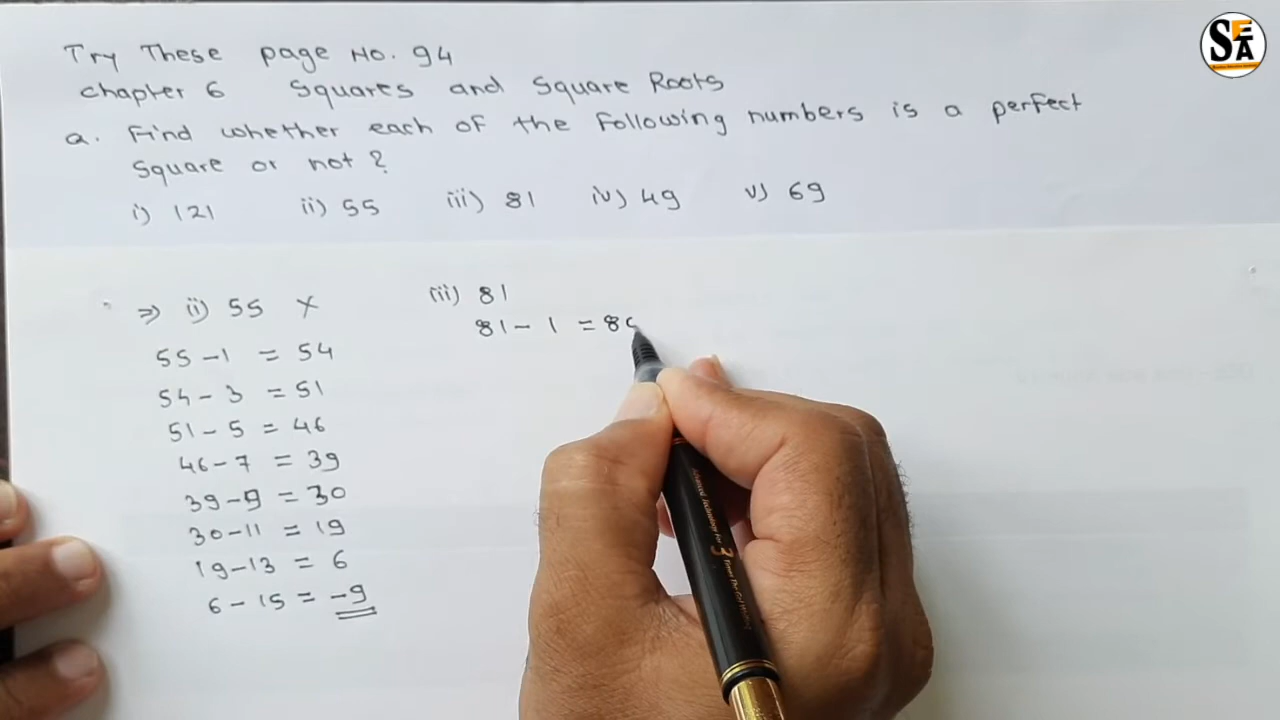 Try These page No. 94
chapter 6 Squares and Square Roots
a. Find whether each of the following numbers is a perfect
Square or not ?
i) 121 ii) 55 iii) 81 iv) 49 v) 69
⇒ (ii) 55 X
55 - 1 = 54
54 - 3 = 51
51 - 5 = 46
46 - 7 = 39
39 - 9 = 30
30 - 11 = 19
19 - 13 = 6
6 - 15 = -9
(iii) 81
81 - 1 = 80
SETA